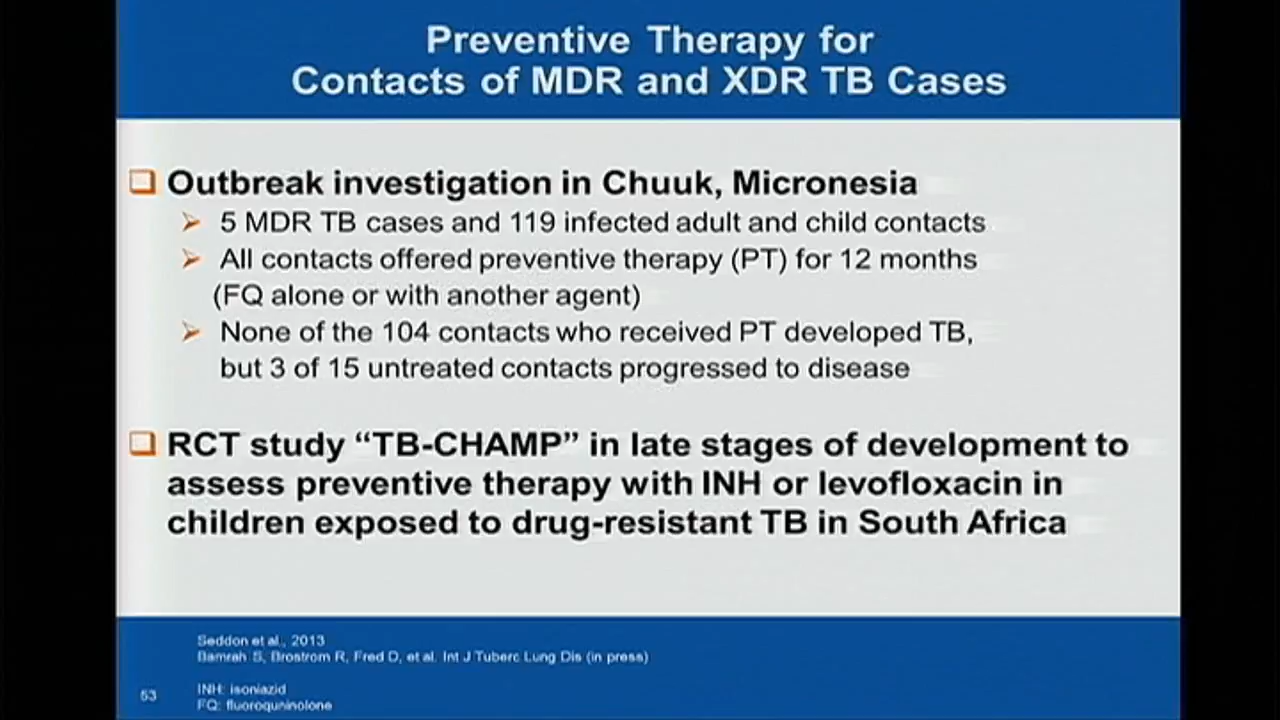 Preventive Therapy for
Contacts of MDR and XDR TB Cases
Outbreak investigation in Chuuk, Micronesia
5 MDR TB cases and 119 infected adult and child contacts
All contacts offered preventive therapy (PT) for 12 months
(FQ alone or with another agent)
None of the 104 contacts who received PT developed TB,
but 3 of 15 untreated contacts progressed to disease
RCT study “TB-CHAMP” in late stages of development to
assess preventive therapy with INH or levofloxacin in
children exposed to drug-resistant TB in South Africa
Seddon et al., 2013
Bamrah S, Brostrom R, Fred D, et al. Int J Tuberc Lung Dis (in press)
53
INH: isoniazid
FQ: fluoroquninolone